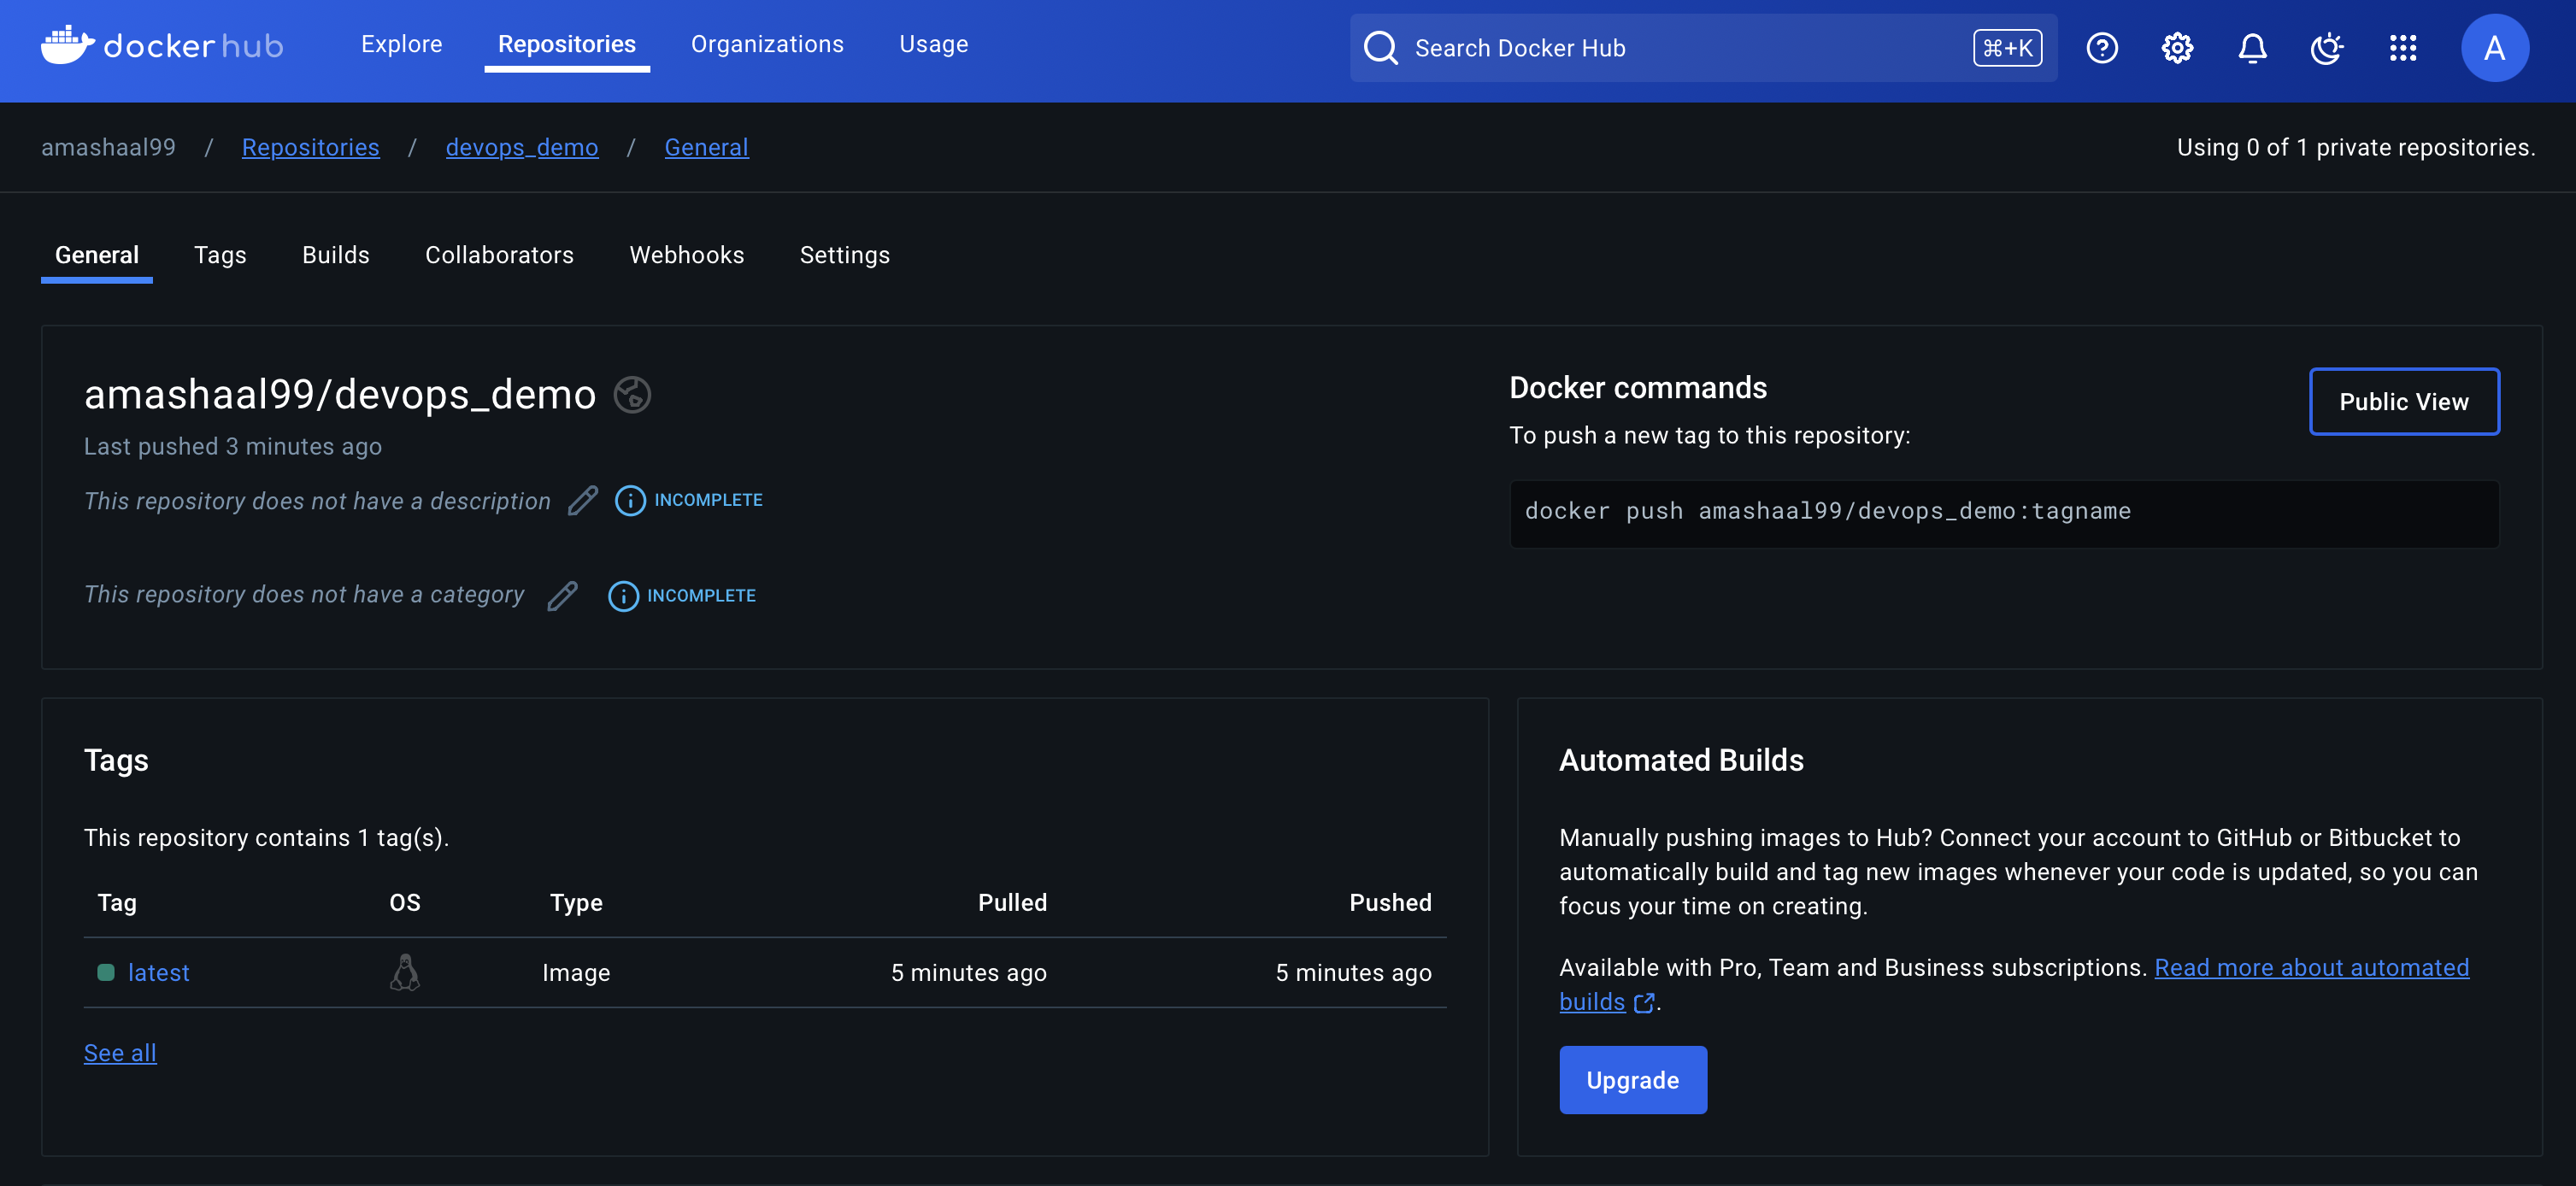 docker hub
Explore
Repositories
Organizations
Usage
Search Docker Hub
⌘+K
A
amashaal99 / Repositories / devops_demo / General
Using 0 of 1 private repositories.
General
Tags
Builds
Collaborators
Webhooks
Settings
amashaal99/devops_demo
Last pushed 3 minutes ago
This repository does not have a description
INCOMPLETE
This repository does not have a category
INCOMPLETE
Docker commands
Public View
To push a new tag to this repository:
docker push amashaal99/devops_demo:tagname
Tags
This repository contains 1 tag(s).
Tag OS Type Pulled Pushed
latest Image 5 minutes ago 5 minutes ago
See all
Automated Builds
Manually pushing images to Hub? Connect your account to GitHub or Bitbucket to
automatically build and tag new images whenever your code is updated, so you can
focus your time on creating.
Available with Pro, Team and Business subscriptions. Read more about automated
builds.
Upgrade